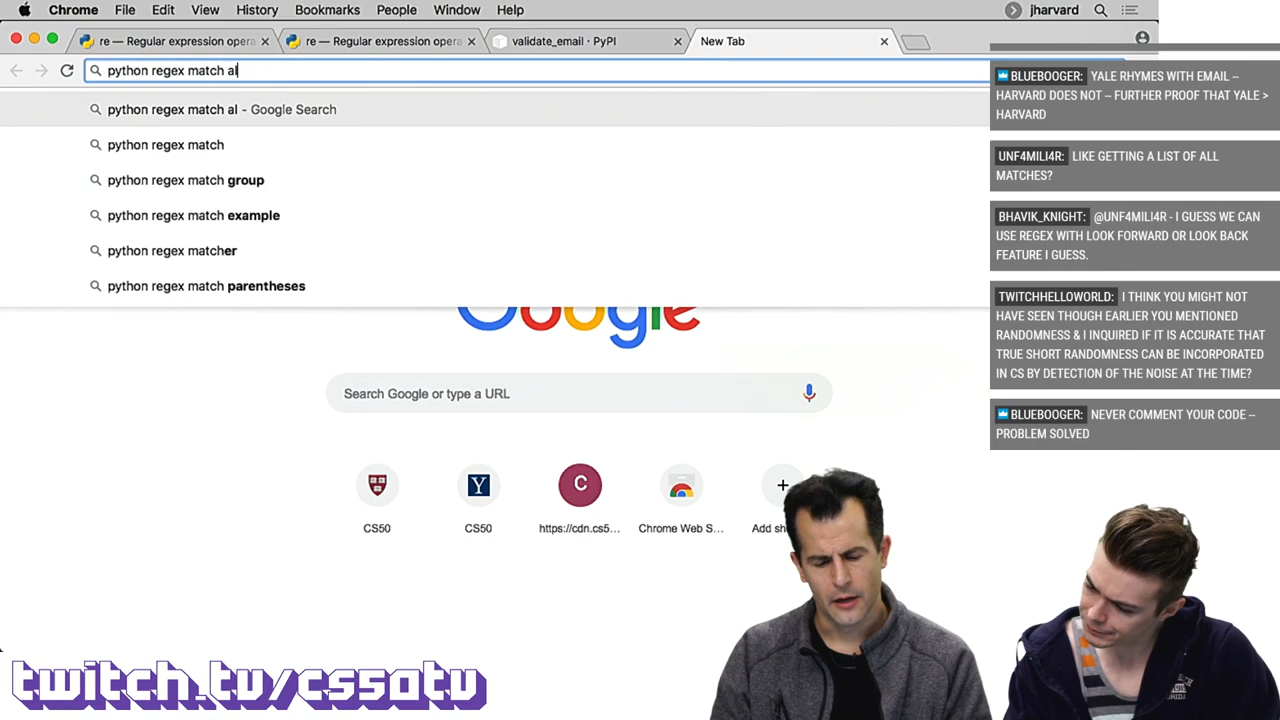 Chrome File Edit View History Bookmarks People Window Help
jharvard
re — Regular expression opera ×
re — Regular expression opera ×
validate_email · PyPI ×
New Tab ×
python regex match al
python regex match al - Google Search
python regex match
python regex match group
python regex match example
python regex matcher
python regex match parentheses
Google
Search Google or type a URL
Y
C
CS50
CS50
https://cdn.cs5...
Chrome Web S...
Add sh
BLUEBOOGER: YALE RHYMES WITH EMAIL –
HARVARD DOES NOT – FURTHER PROOF THAT YALE >
HARVARD
UNF4MILI4R: LIKE GETTING A LIST OF ALL
MATCHES?
BHAVIK_KNIGHT: @UNF4MILI4R - I GUESS WE CAN
USE REGEX WITH LOOK FORWARD OR LOOK BACK
FEATURE I GUESS.
TWITCHHELLOWORLD: I THINK YOU MIGHT NOT
HAVE SEEN THOUGH EARLIER YOU MENTIONED
RANDOMNESS & I INQUIRED IF IT IS ACCURATE THAT
TRUE SHORT RANDOMNESS CAN BE INCORPORATED
IN CS BY DETECTION OF THE NOISE AT THE TIME?
BLUEBOOGER: NEVER COMMENT YOUR CODE –
PROBLEM SOLVED
twitch.tv/cs50tv